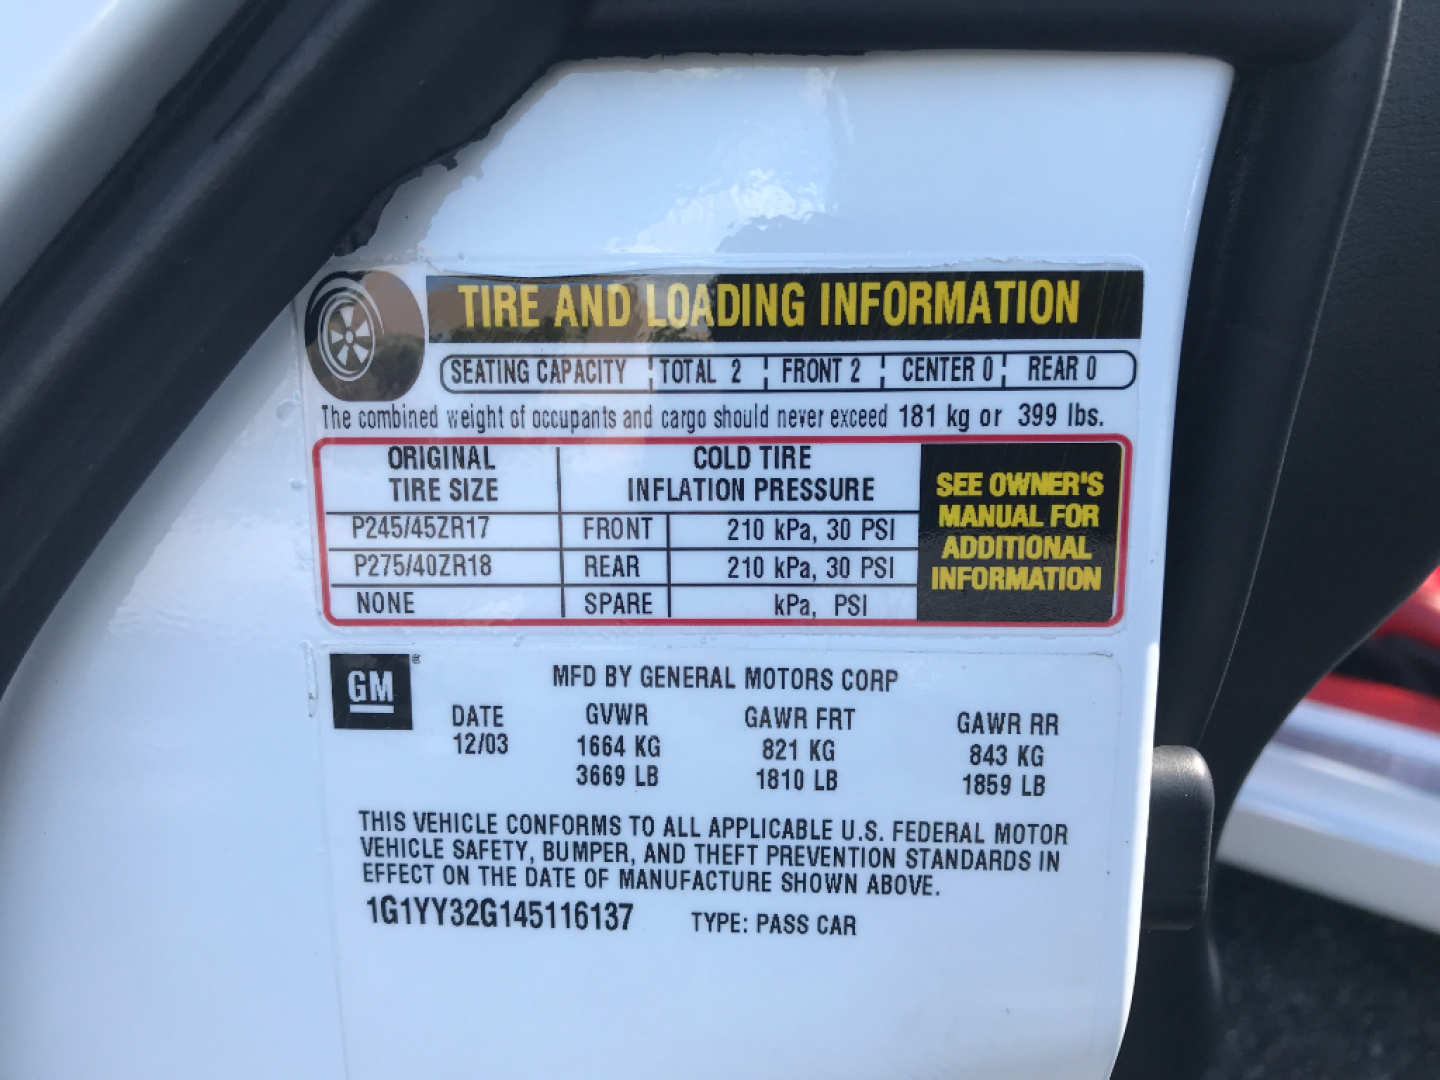 TIRE AND LOADING INFORMATION
SEATING CAPACITY TOTAL 2 FRONT 2 CENTER 0 REAR 0
The combined weight of occupants and cargo should never exceed 181 kg or 399 lbs.
ORIGINAL TIRE SIZE
COLD TIRE INFLATION PRESSURE
P245/45ZR17 FRONT 210 kPa, 30 PSI
P275/40ZR18 REAR 210 kPa, 30 PSI
NONE SPARE kPa, PSI
SEE OWNER'S
MANUAL FOR
ADDITIONAL
INFORMATION
GM®
MFD BY GENERAL MOTORS CORP
DATE GVWR GAWR FRT GAWR RR
12/03 1664 KG 821 KG 843 KG
3669 LB 1810 LB 1859 LB
THIS VEHICLE CONFORMS TO ALL APPLICABLE U.S. FEDERAL MOTOR
VEHICLE SAFETY, BUMPER, AND THEFT PREVENTION STANDARDS IN
EFFECT ON THE DATE OF MANUFACTURE SHOWN ABOVE.
1G1YY32G145116137 TYPE: PASS CAR